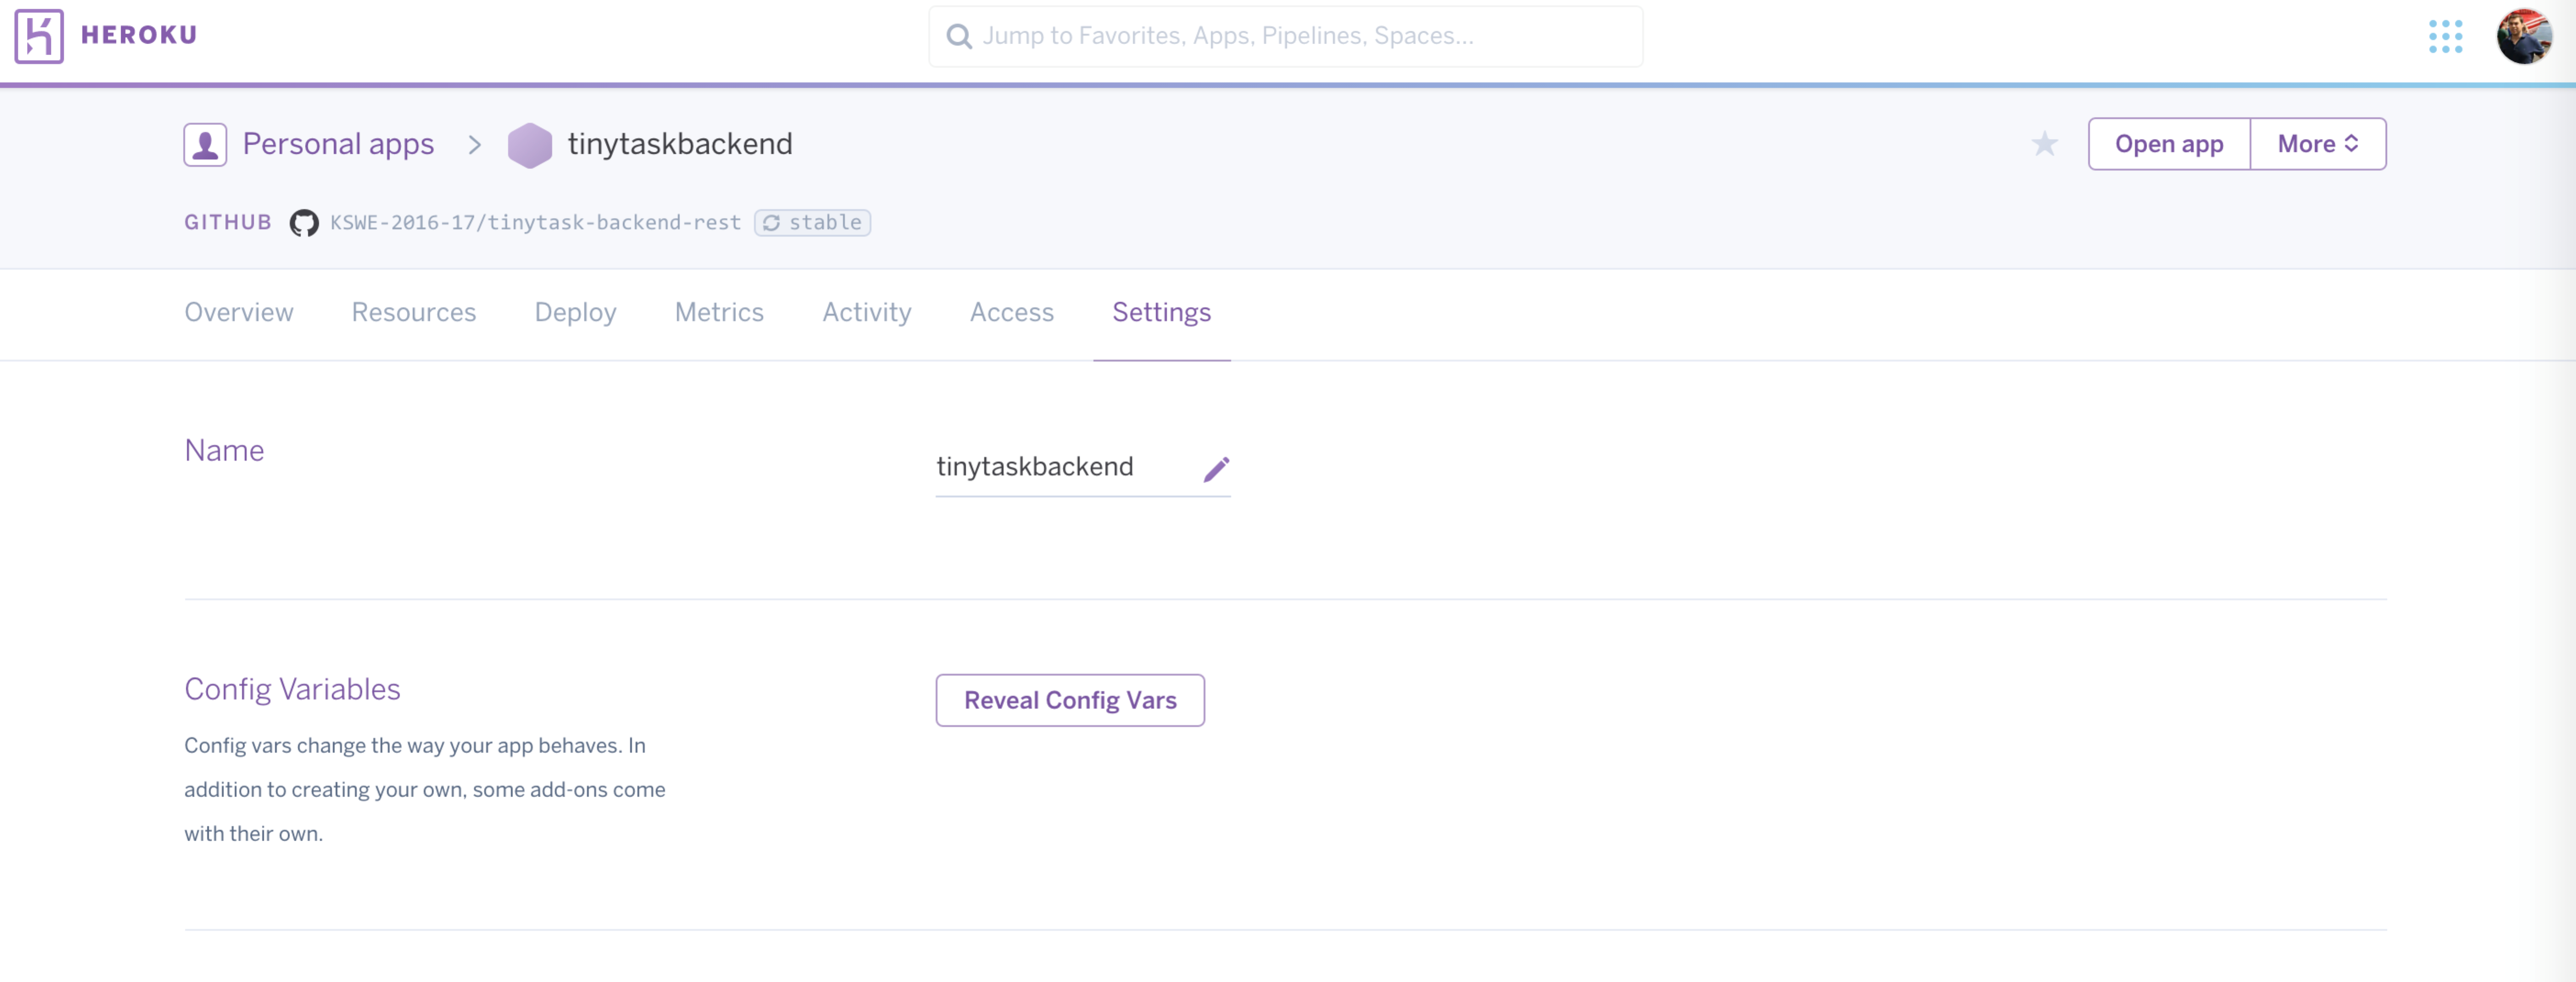 HEROKU
Jump to Favorites, Apps, Pipelines, Spaces...
Personal apps > tinytaskbackend
Open app
More
GITHUB KSWE-2016-17/tinytask-backend-rest stable
Overview Resources Deploy Metrics Activity Access Settings
Name
tinytaskbackend
Config Variables
Reveal Config Vars
Config vars change the way your app behaves. In
addition to creating your own, some add-ons come
with their own.